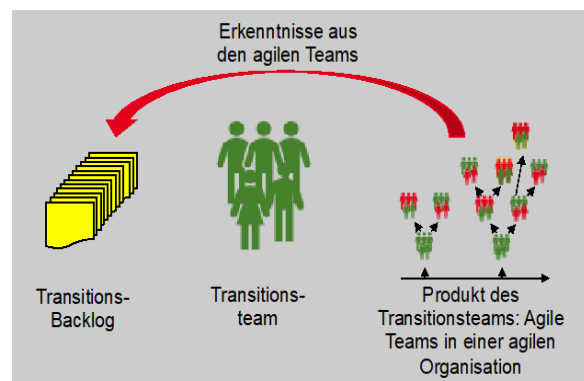 Erkenntnisse aus
den agilen Teams
Transitions-
Backlog
Transitions-
team
Produkt des
Transitionsteams: Agile
Teams in einer agilen
Organisation